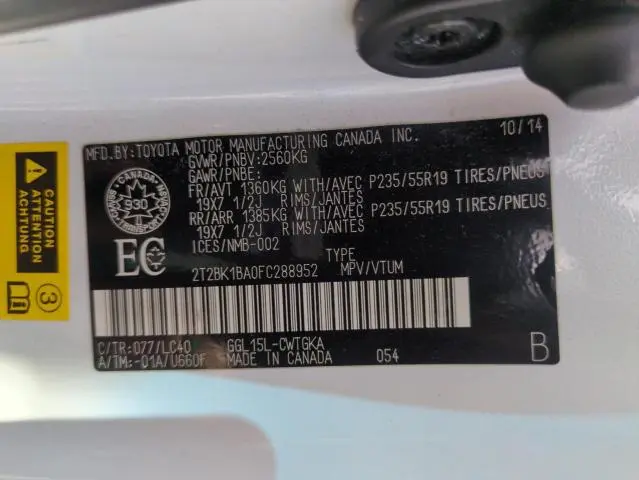 MFD.BY:TOYOTA MOTOR MANUFACTURING CANADA INC. 10/14
GVWR/PNBV:2560KG
GAWR/PNBE:
FR/AVT 1360KG WITH/AVEC P235/55R19 TIRES/PNEUS
19X7 1/2J RIMS/JANTES
RR/ARR 1385KG WITH/AVEC P235/55R19 TIRES/PNEUS
19X7 1/2J RIMS/JANTES
ICES/NMB-002
TYPE
2T2BK1BA0FC288952 MPV/VTUM
C/TR:077/LC40 GGL15L-CWTGKA
A/TM:-01A/U660F MADE IN CANADA 054
B
930
EC
ATTENTION
CAUTION
ACHTUNG
3